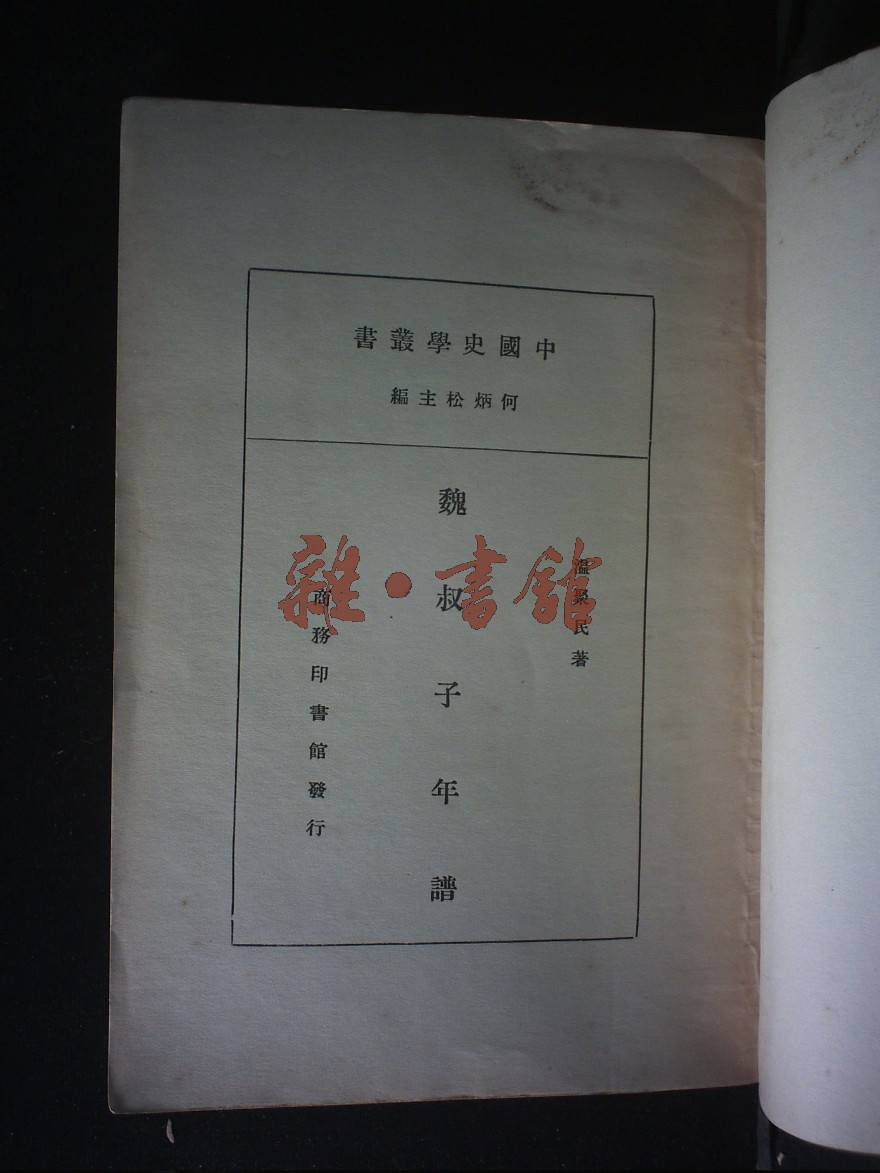 中國史學叢書
何炳松主編
溫聚民著
魏叔子年譜
商務印書館發行
雜·書館